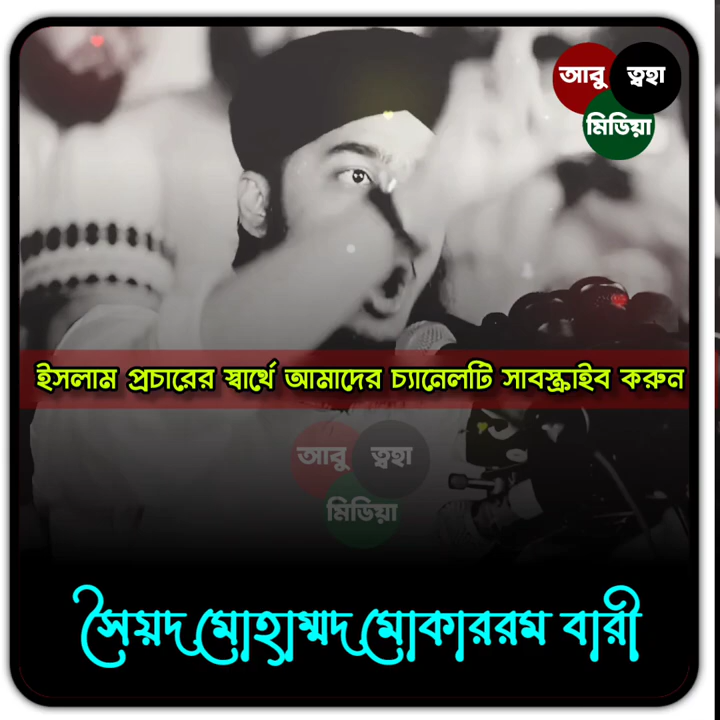 আবু ত্বহা
মিডিয়া
ইসলাম প্রচারের স্বার্থে আমাদের চ্যানেলটি সাবস্ক্রাইব করুন
আবু ত্বহা
মিডিয়া
সৈয়দ মোহাম্মদ মোকাররম বারী